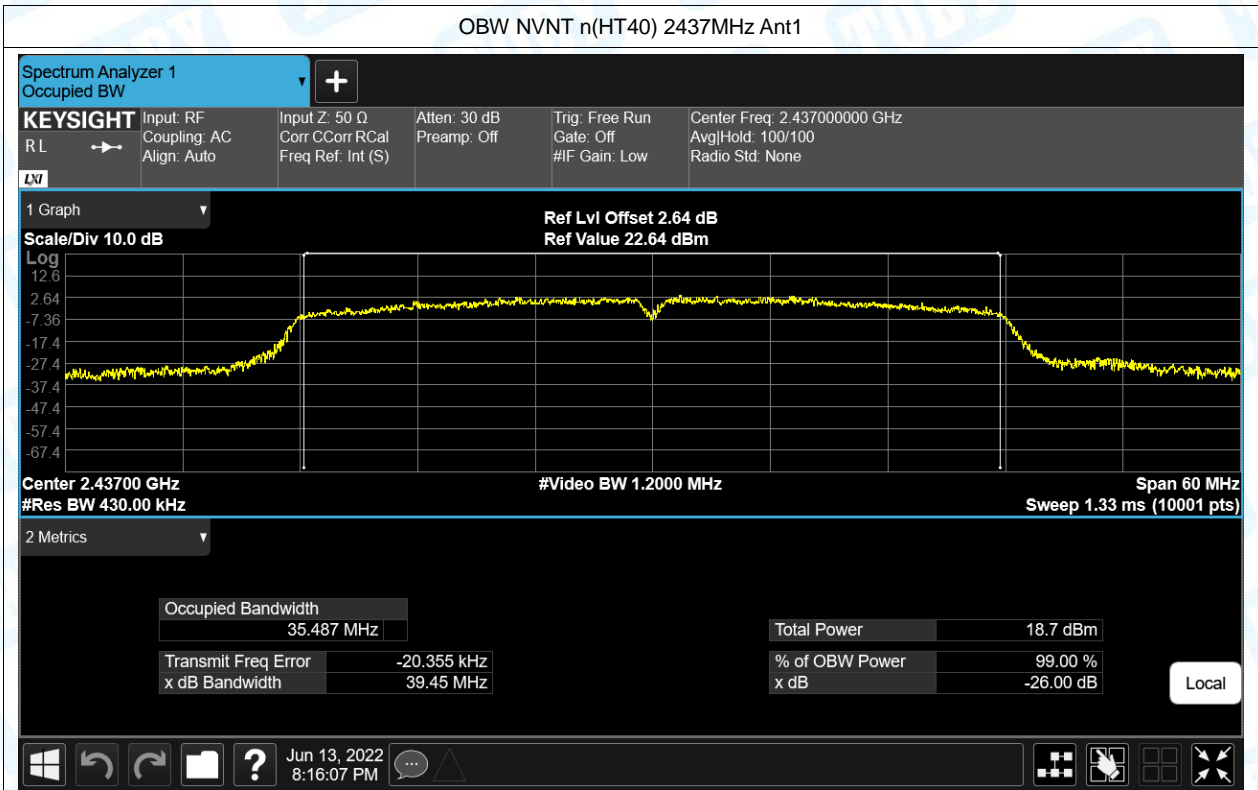 OBW NVNT n(HT40) 2437MHz Ant1
Spectrum Analyzer 1
Occupied BW
KEYSIGHT
RL
LXI
Input: RF
Coupling: AC
Align: Auto
Input Z: 50 Ω
Corr CCorr RCal
Freq Ref: Int (S)
Atten: 30 dB
Preamp: Off
Trig: Free Run
Gate: Off
#IF Gain: Low
Center Freq: 2.437000000 GHz
Avg|Hold: 100/100
Radio Std: None
1 Graph
Scale/Div 10.0 dB
Ref Lvl Offset 2.64 dB
Ref Value 22.64 dBm
Log
12.6
2.64
-7.36
-17.4
-27.4
-37.4
-47.4
-57.4
-67.4
Center 2.43700 GHz
#Video BW 1.2000 MHz
Span 60 MHz
#Res BW 430.00 kHz
Sweep 1.33 ms (10001 pts)
2 Metrics
Occupied Bandwidth
35.487 MHz
Transmit Freq Error -20.355 kHz
x dB Bandwidth 39.45 MHz
Total Power 18.7 dBm
% of OBW Power 99.00 %
x dB -26.00 dB
Local
?
Jun 13, 2022
8:16:07 PM